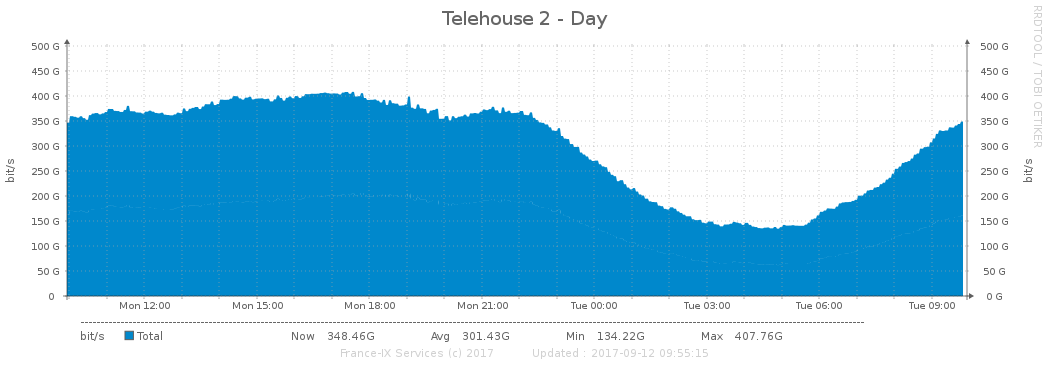 Telehouse 2 - Day
RRDTOOL / TOBI OETIKER
500 G 500 G
450 G 450 G
400 G 400 G
350 G 350 G
300 G 300 G
250 G 250 G
200 G 200 G
150 G 150 G
100 G 100 G
50 G 50 G
0 0 G
bit/s bit/s
Mon 12:00 Mon 15:00 Mon 18:00 Mon 21:00 Tue 00:00 Tue 03:00 Tue 06:00 Tue 09:00
bit/s Total Now 348.46G Avg 301.43G Min 134.22G Max 407.76G
France-IX Services (c) 2017 Updated : 2017-09-12 09:55:15